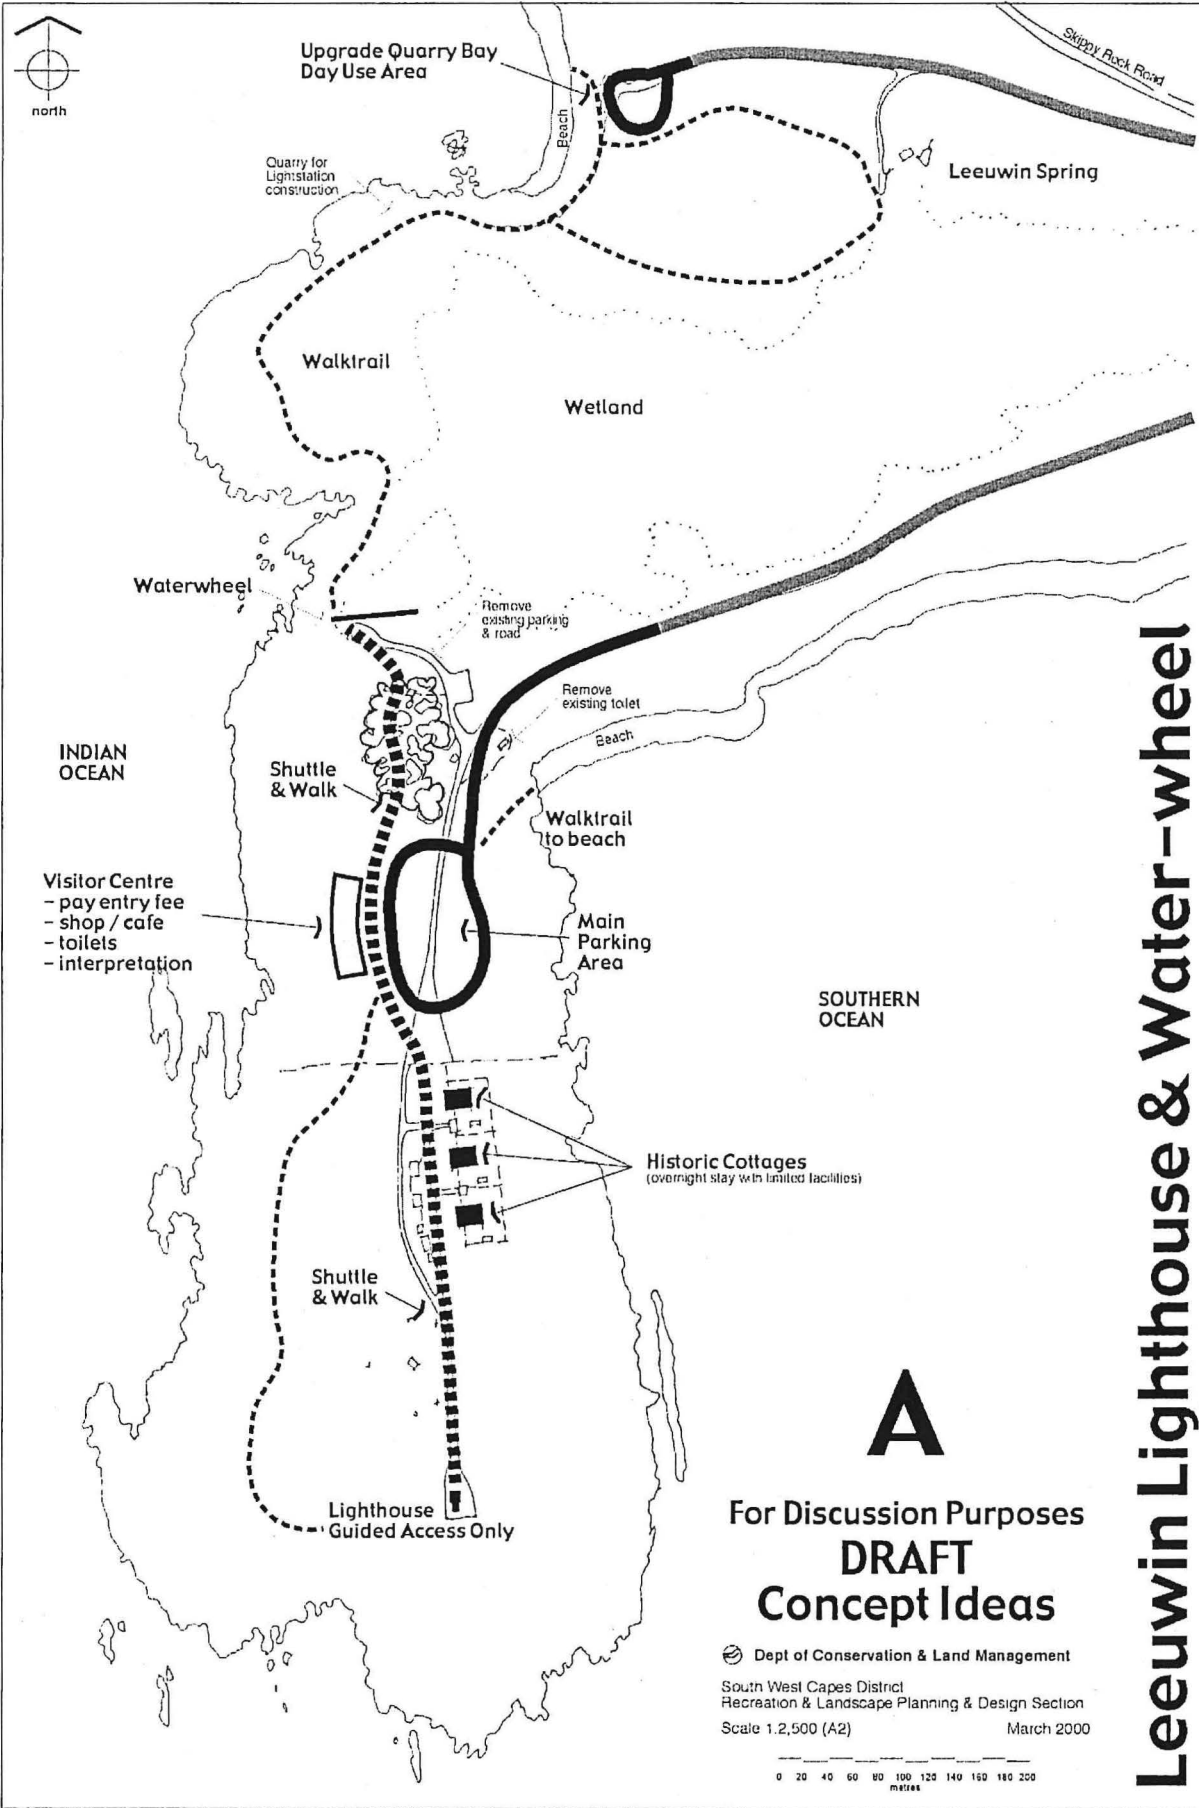 north
Upgrade Quarry Bay
Day Use Area
Skippy Rock Road
Beach
Quarry for
Lightstation
construction
Leeuwin Spring
Walktrail
Wetland
Waterwheel
Remove
existing parking
& road
Remove
existing toilet
Beach
INDIAN
OCEAN
Shuttle
& Walk
Walktrail
to beach
Visitor Centre
- pay entry fee
- shop / cafe
- toilets
- interpretation
Main
Parking
Area
SOUTHERN
OCEAN
Historic Cottages
(overnight stay with limited facilities)
Shuttle
& Walk
Lighthouse
Guided Access Only
A
For Discussion Purposes
DRAFT
Concept Ideas
Dept of Conservation & Land Management
South West Capes District
Recreation & Landscape Planning & Design Section
Scale 1:2,500 (A2) March 2000
0 20 40 60 80 100 120 140 160 180 200
metres
Leeuwin Lighthouse & Water-wheel